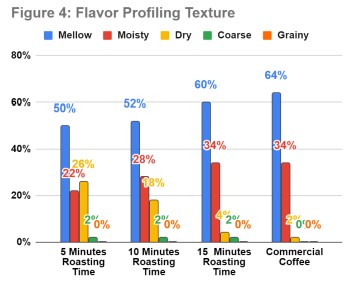 Figure 4: Flavor Profiling Texture
Mellow Moisty Dry Coarse Grainy
80%
60%
40%
20%
0%
50%
22%
26%
2%
0%
52%
28%
18%
2%
0%
60%
34%
4%
2%
0%
64%
34%
2%
0%
0%
5 Minutes
Roasting
Time
10 Minutes
Roasting
Time
15 Minutes
Roasting
Time
Commercial
Coffee